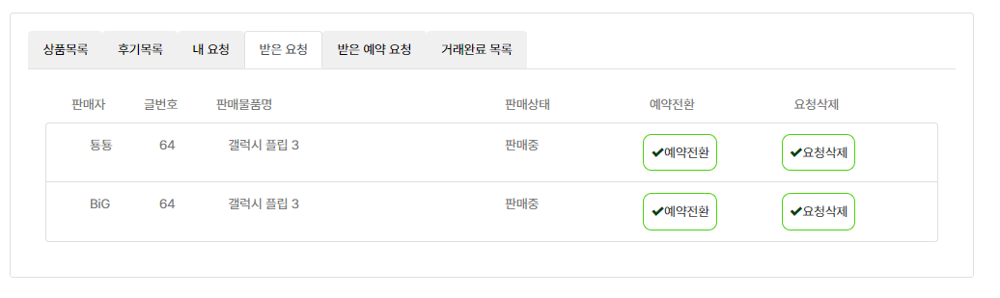 상품목록 후기목록 내 요청 받은 요청 받은 예약 요청 거래완료 목록
판매자 글번호 판매물품명 판매상태 예약전환 요청삭제
둉둉 64 갤럭시 플립 3 판매중 ✔예약전환 ✔요청삭제
BiG 64 갤럭시 플립 3 판매중 ✔예약전환 ✔요청삭제